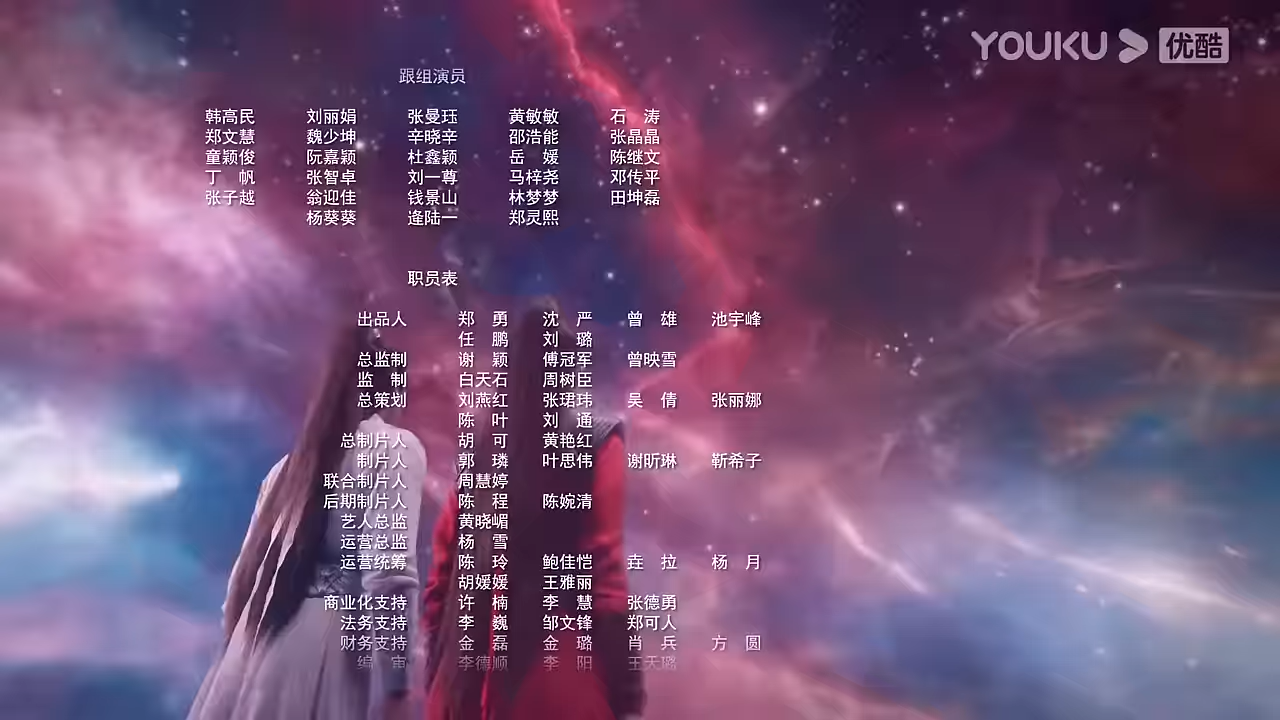 YOUKU 优酷
跟组演员
韩高民 刘丽娟 张曼珏 黄敏敏 石 涛
郑文慧 魏少坤 辛晓辛 邵浩能 张晶晶
童颖俊 阮嘉颖 杜鑫颖 岳 媛 陈继文
丁 帆 张智卓 刘一尊 马梓尧 邓传平
张子越 翁迎佳 钱景山 林梦梦 田坤磊
杨葵葵 逄陆一 郑灵熙
职员表
出品人 郑 勇 沈 严 曾 雄 池宇峰
任 鹏 刘 璐
总监制 谢 颖 傅冠军 曾映雪
监 制 白天石 周树臣
总策划 刘燕红 张珺玮 吴 倩 张丽娜
陈 叶 刘 通
总制片人 胡 可 黄艳红
制片人 郭 璘 叶思伟 谢昕琳 靳希子
联合制片人 周慧婷
后期制片人 陈 程 陈婉清
艺人总监 黄晓嵋
运营总监 杨 雪
运营统筹 陈 玲 鲍佳恺 垚 拉 杨 月
胡媛媛 王雅丽
商业化支持 许 楠 李 慧 张德勇
法务支持 李 巍 邹文锋 郑可人
财务支持 金 磊 金 璐 肖 兵 方 圆
编 审 李德顺 李 阳 王天璐